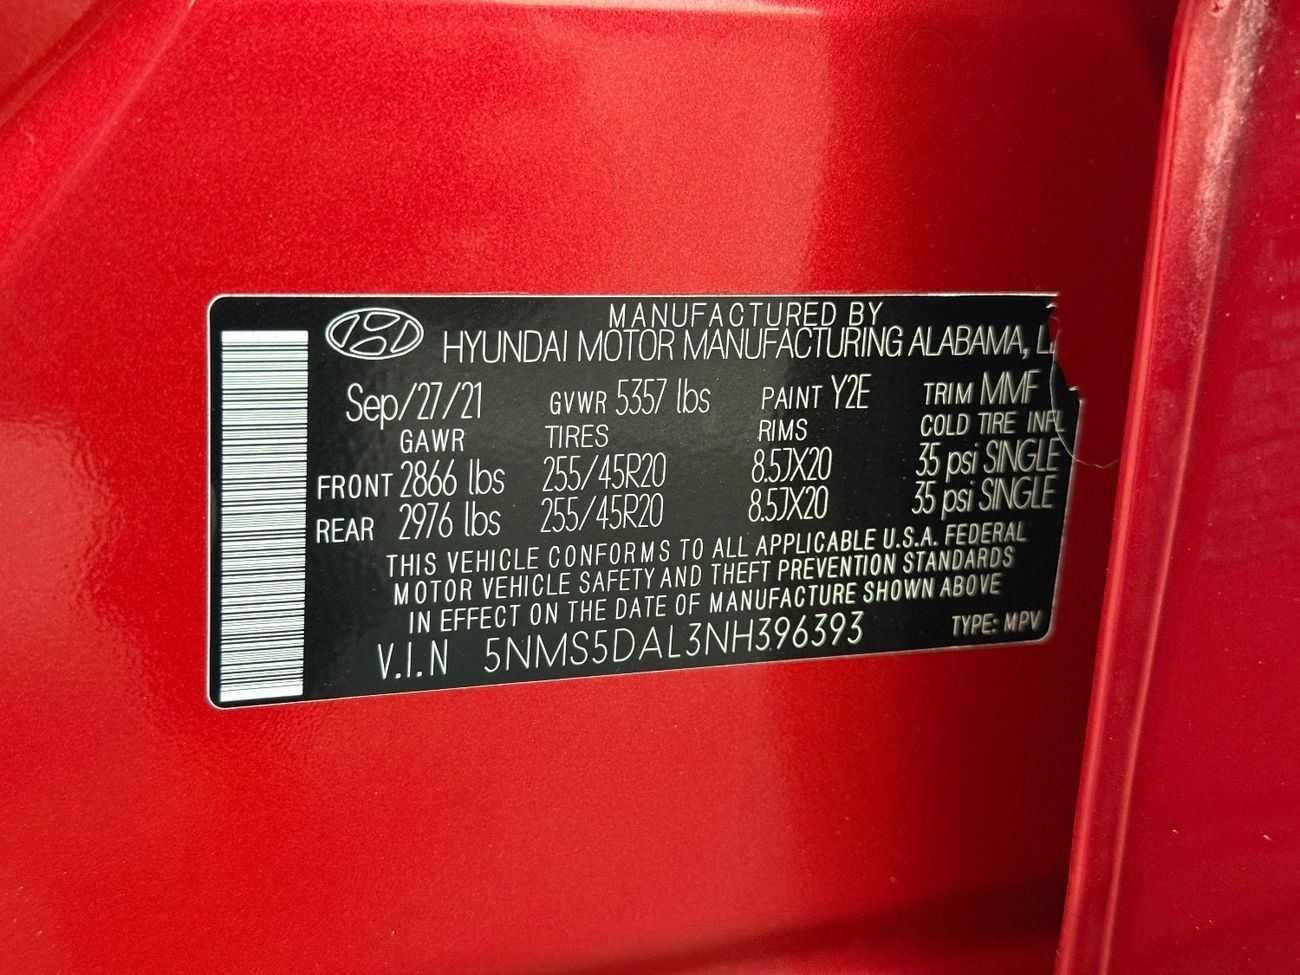 MANUFACTURED BY
HYUNDAI MOTOR MANUFACTURING ALABAMA,
Sep/27/21 GVWR 5357 lbs PAINT Y2E TRIM MMF
GAWR TIRES RIMS COLD TIRE INFL
FRONT 2866 lbs 255/45R20 8.5JX20 35 psi SINGLE
REAR 2976 lbs 255/45R20 8.5JX20 35 psi SINGLE
THIS VEHICLE CONFORMS TO ALL APPLICABLE U.S.A. FEDERAL
MOTOR VEHICLE SAFETY AND THEFT PREVENTION STANDARDS
IN EFFECT ON THE DATE OF MANUFACTURE SHOWN ABOVE
V.I.N 5NMS5DAL3NH396393 TYPE: MPV